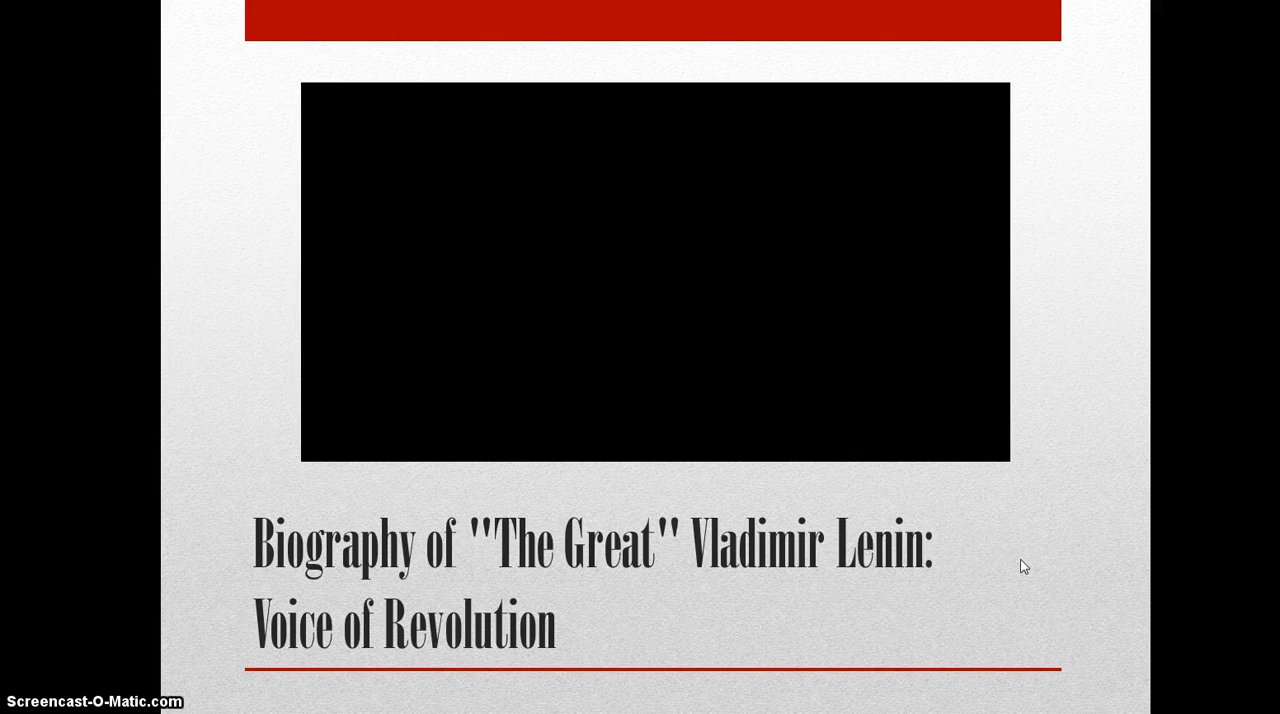 Biography of "The Great" Vladimir Lenin:
Voice of Revolution
Screencast-O-Matic.com